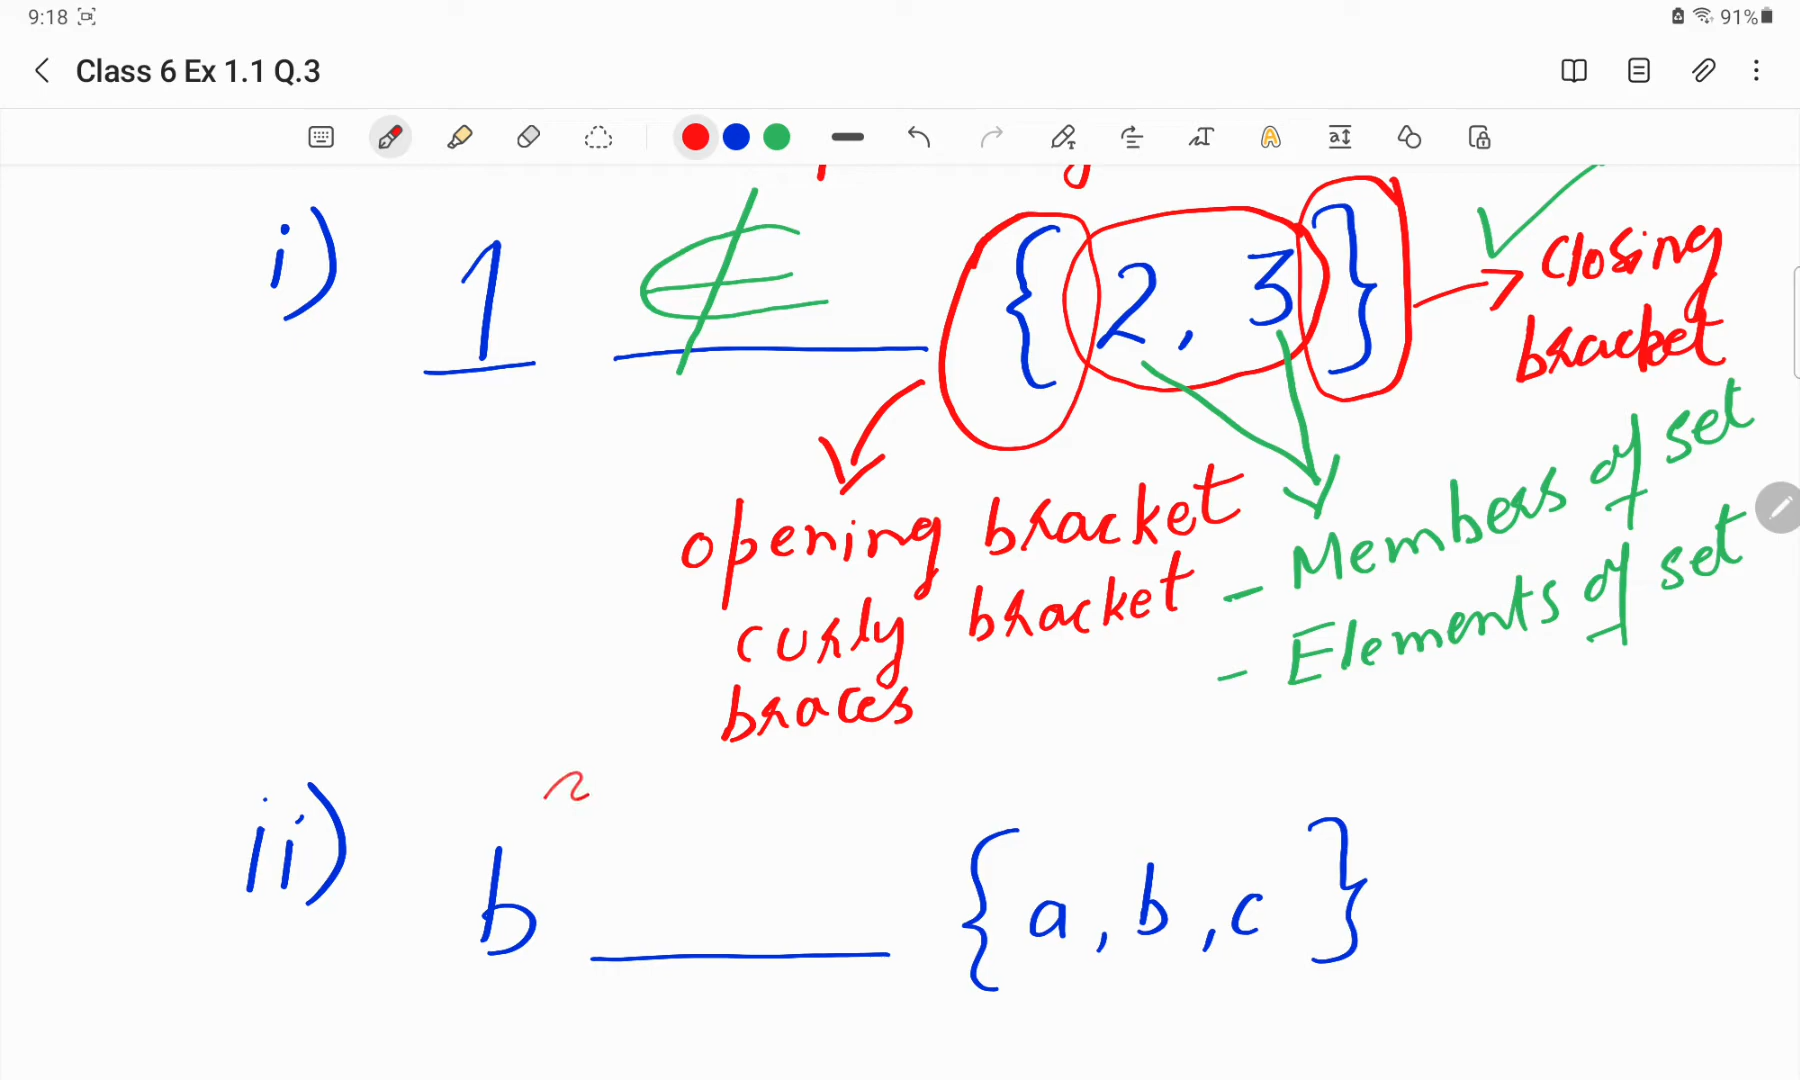 9:18 91%
Class 6 Ex 1.1 Q.3
i) 1 ∉ { 2, 3 }
closing
bracket
opening bracket
curly bracket
braces
- Members of set
- Elements of set
ii) b ______ { a, b, c }